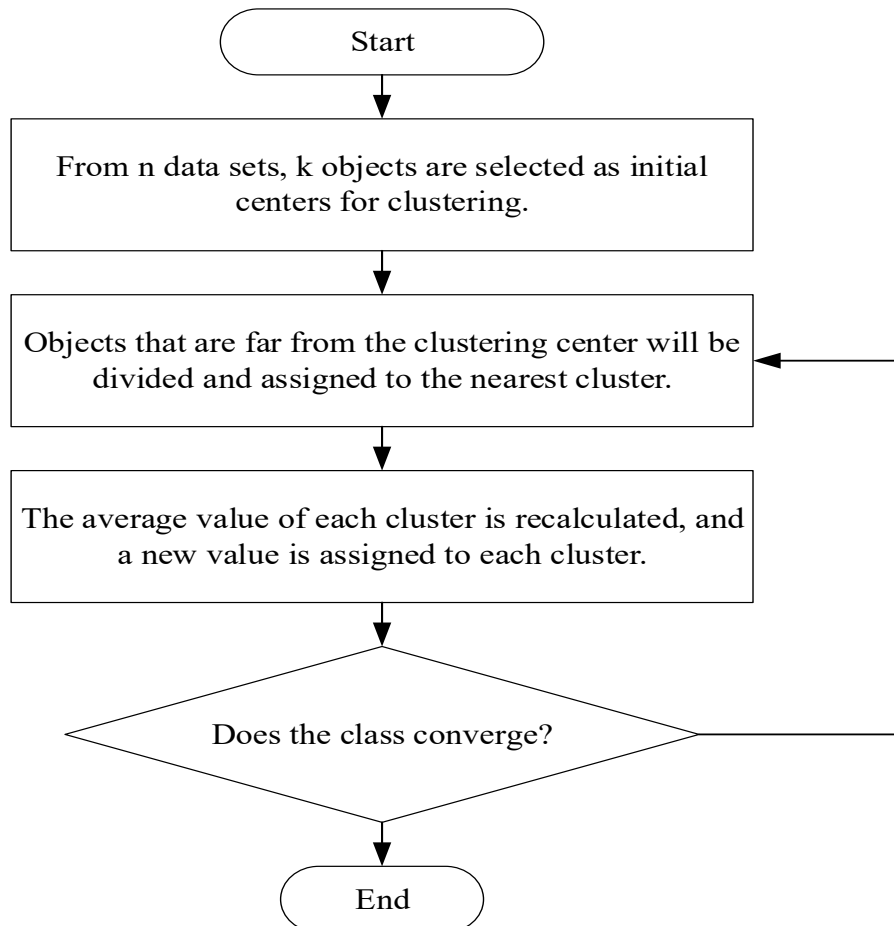 Start
From n data sets, k objects are selected as initial
centers for clustering.
Objects that are far from the clustering center will be
divided and assigned to the nearest cluster.
The average value of each cluster is recalculated, and
a new value is assigned to each cluster.
Does the class converge?
End